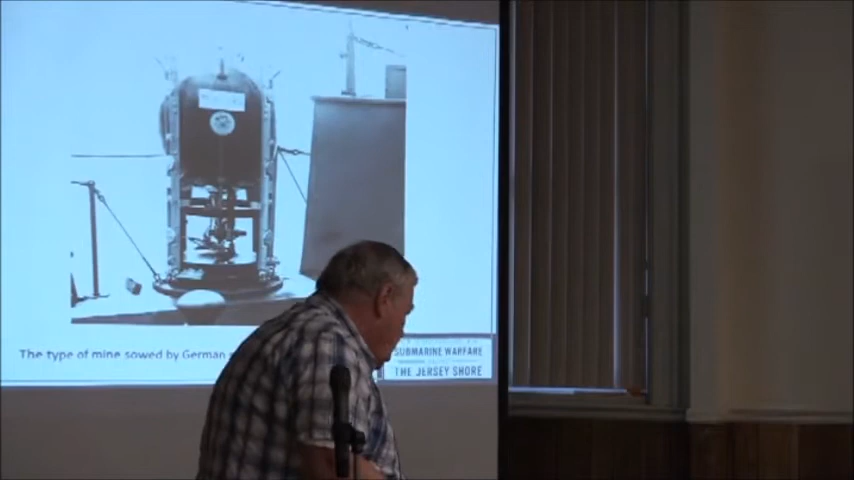 The type of mine sowed by German
SUBMARINE WARFARE
THE JERSEY SHORE